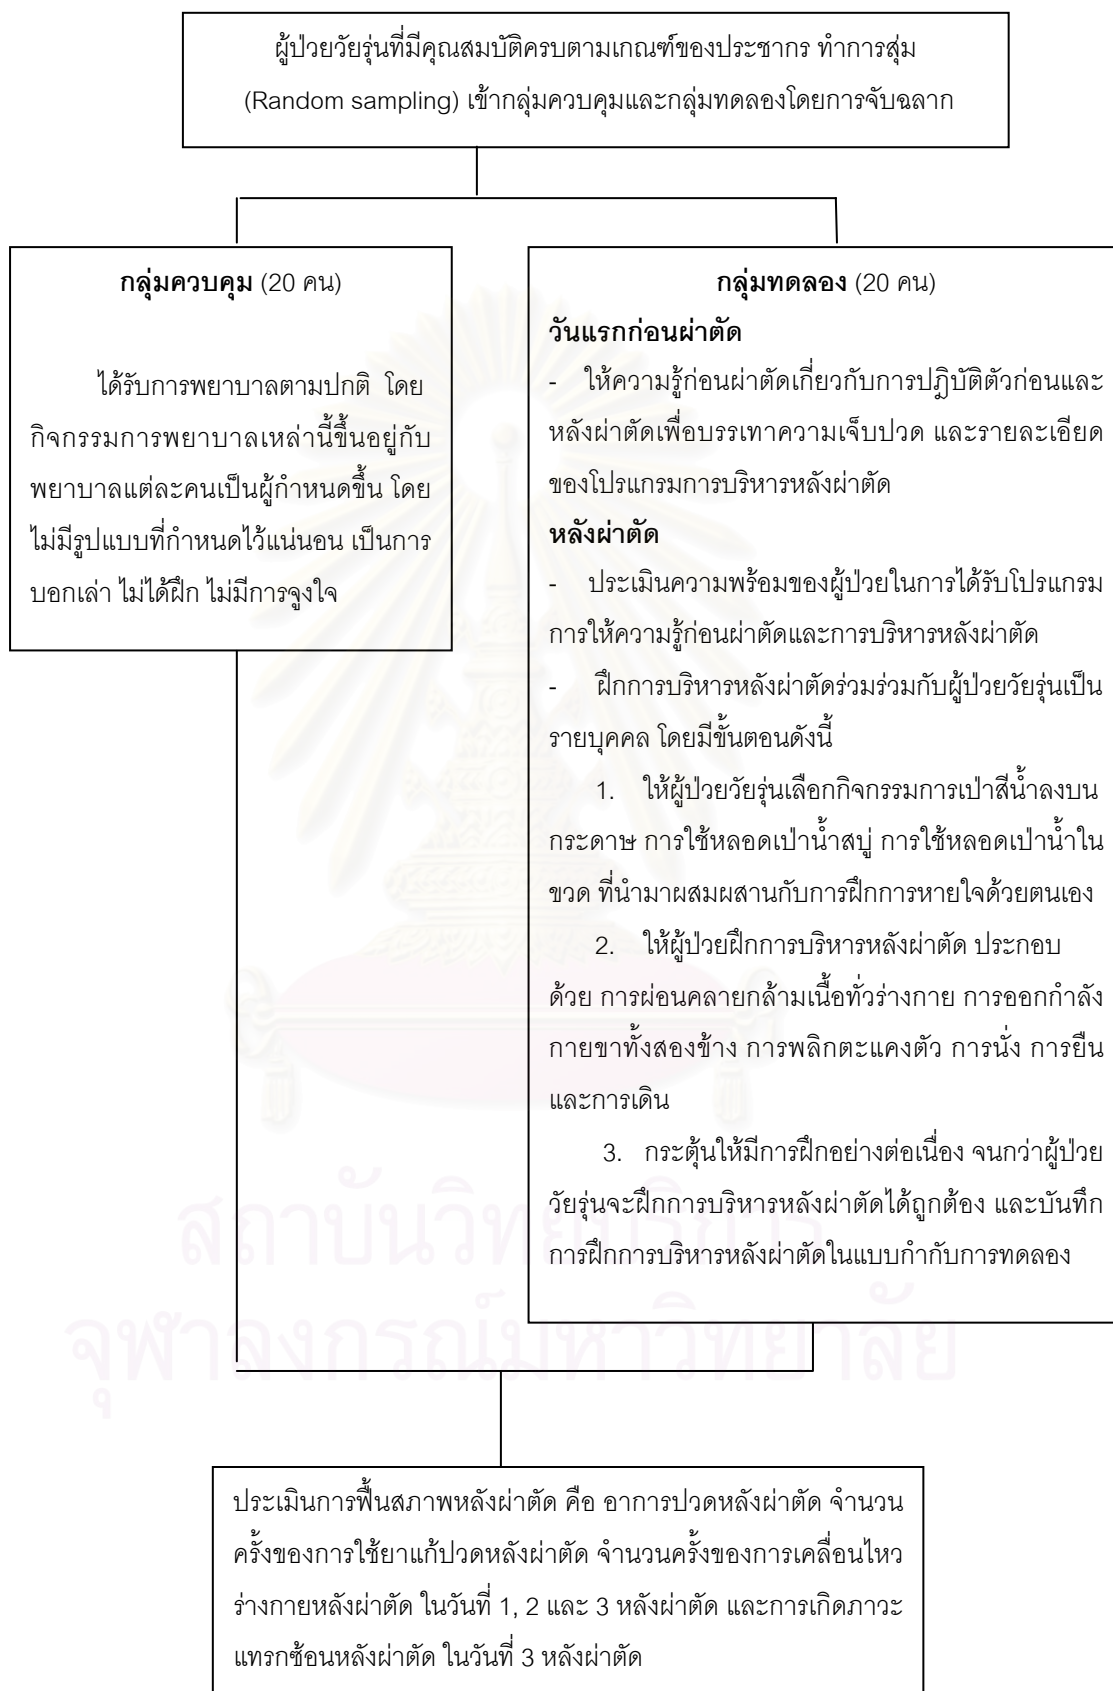 ผู้ป่วยวัยรุ่นที่มีคุณสมบัติครบตามเกณฑ์ของประชากร ทำการสุ่ม
(Random sampling) เข้ากลุ่มควบคุมและกลุ่มทดลองโดยการจับฉลาก
กลุ่มควบคุม (20 คน)
ได้รับการพยาบาลตามปกติ โดย
กิจกรรมการพยาบาลเหล่านี้ขึ้นอยู่กับ
พยาบาลแต่ละคนเป็นผู้กำหนดขึ้น โดย
ไม่มีรูปแบบที่กำหนดไว้แน่นอน เป็นการ
บอกเล่า ไม่ได้ฝึก ไม่มีการจูงใจ
กลุ่มทดลอง (20 คน)
วันแรกก่อนผ่าตัด
- ให้ความรู้ก่อนผ่าตัดเกี่ยวกับการปฏิบัติตัวก่อนและ
หลังผ่าตัดเพื่อบรรเทาความเจ็บปวด และรายละเอียด
ของโปรแกรมการบริหารหลังผ่าตัด
หลังผ่าตัด
- ประเมินความพร้อมของผู้ป่วยในการได้รับโปรแกรม
การให้ความรู้ก่อนผ่าตัดและการบริหารหลังผ่าตัด
- ฝึกการบริหารหลังผ่าตัดร่วมร่วมกับผู้ป่วยวัยรุ่นเป็น
รายบุคคล โดยมีขั้นตอนดังนี้
1. ให้ผู้ป่วยวัยรุ่นเลือกกิจกรรมการเป่าสีน้ำลงบน
กระดาษ การใช้หลอดเป่าน้ำสบู่ การใช้หลอดเป่าน้ำใน
ขวด ที่นำมาผสมผสานกับการฝึกการหายใจด้วยตนเอง
2. ให้ผู้ป่วยฝึกการบริหารหลังผ่าตัด ประกอบ
ด้วย การผ่อนคลายกล้ามเนื้อทั่วร่างกาย การออกกำลัง
กายขาทั้งสองข้าง การพลิกตะแคงตัว การนั่ง การยืน
และการเดิน
3. กระตุ้นให้มีการฝึกอย่างต่อเนื่อง จนกว่าผู้ป่วย
วัยรุ่นจะฝึกการบริหารหลังผ่าตัดได้ถูกต้อง และบันทึก
การฝึกการบริหารหลังผ่าตัดในแบบกำกับการทดลอง
สถาบันวิทยบริการ
จุฬาลงกรณ์มหาวิทยาลัย
ประเมินการฟื้นสภาพหลังผ่าตัด คือ อาการปวดหลังผ่าตัด จำนวน
ครั้งของการใช้ยาแก้ปวดหลังผ่าตัด จำนวนครั้งของการเคลื่อนไหว
ร่างกายหลังผ่าตัด ในวันที่ 1, 2 และ 3 หลังผ่าตัด และการเกิดภาวะ
แทรกซ้อนหลังผ่าตัด ในวันที่ 3 หลังผ่าตัด